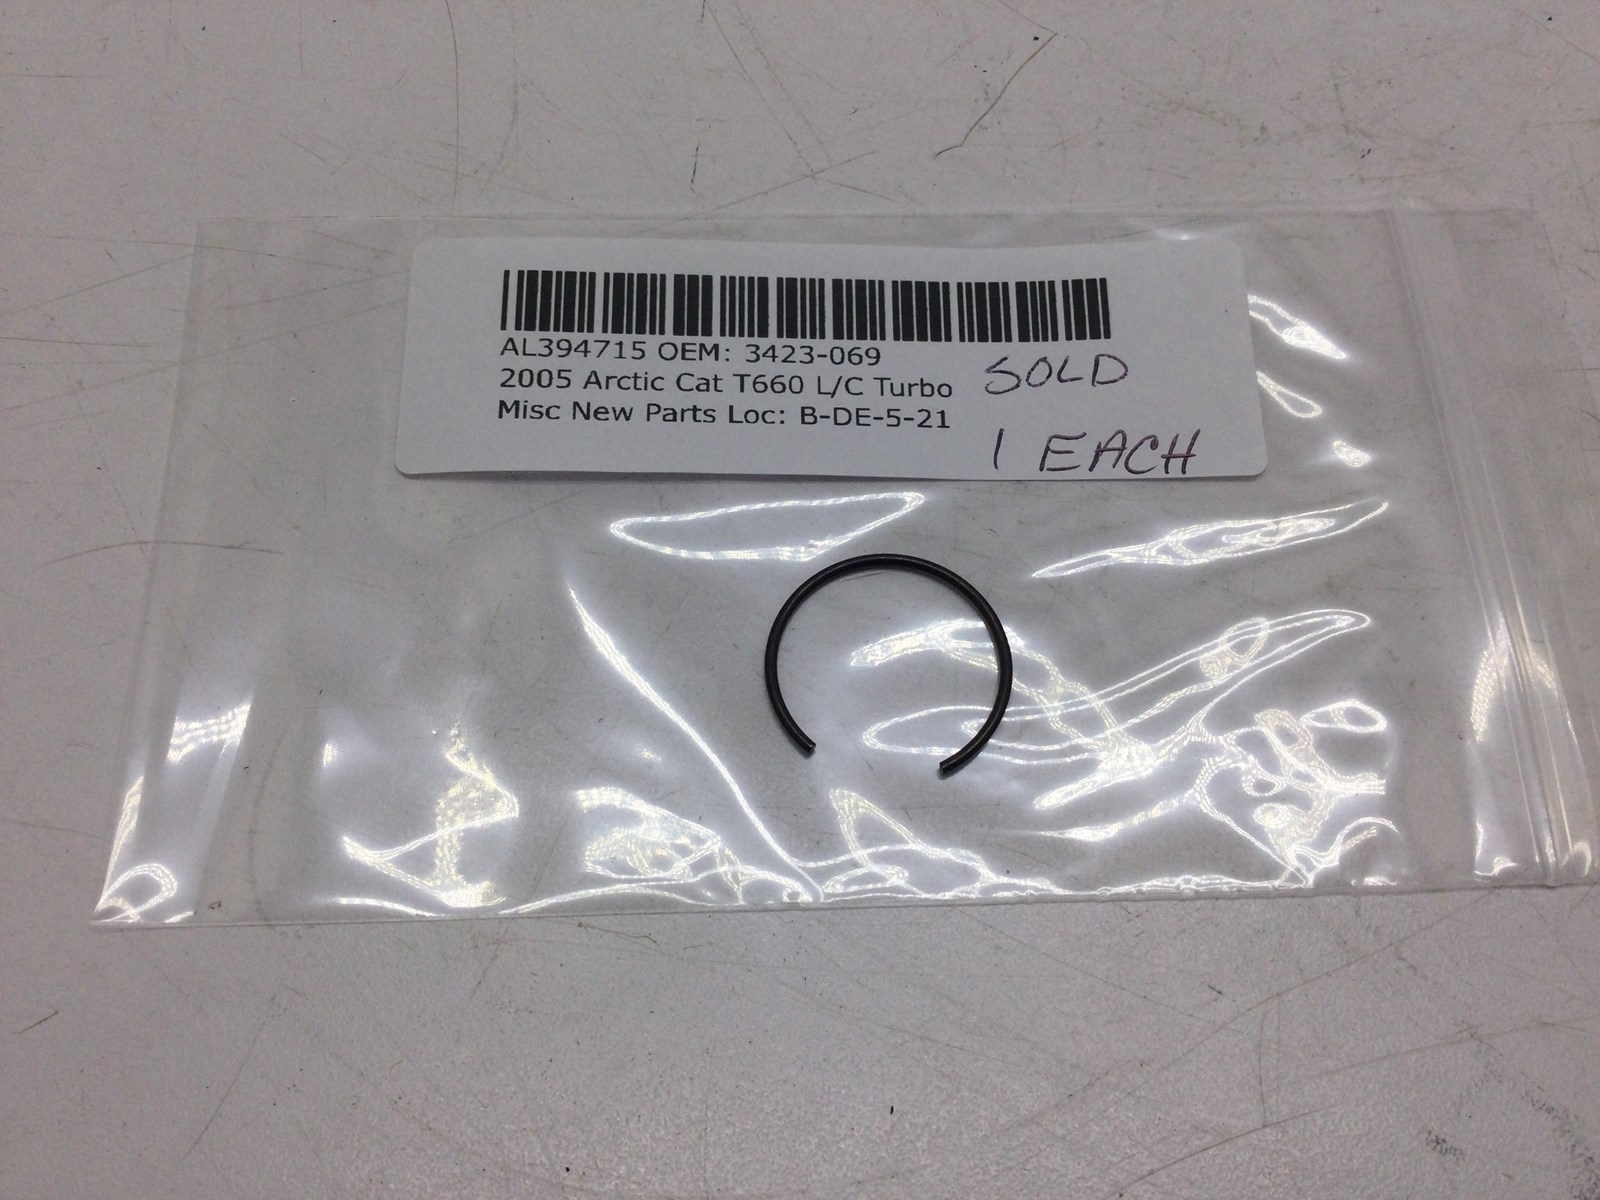 AL394715 OEM: 3423-069
2005 Arctic Cat T660 L/C Turbo
Misc New Parts Loc: B-DE-5-21
SOLD
1 EACH